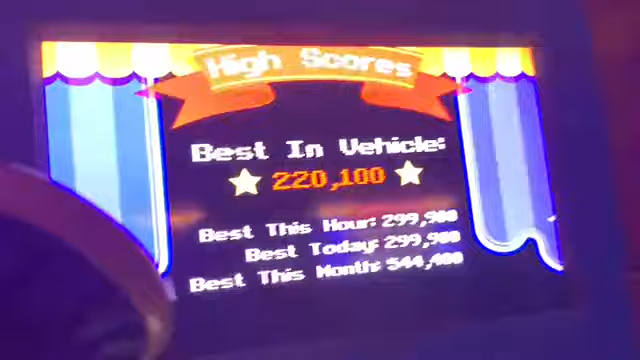 High Scores
Best In Vehicle:
220,100
Best This Hour: 299,900
Best Today: 299,900
Best This Month: 544,400